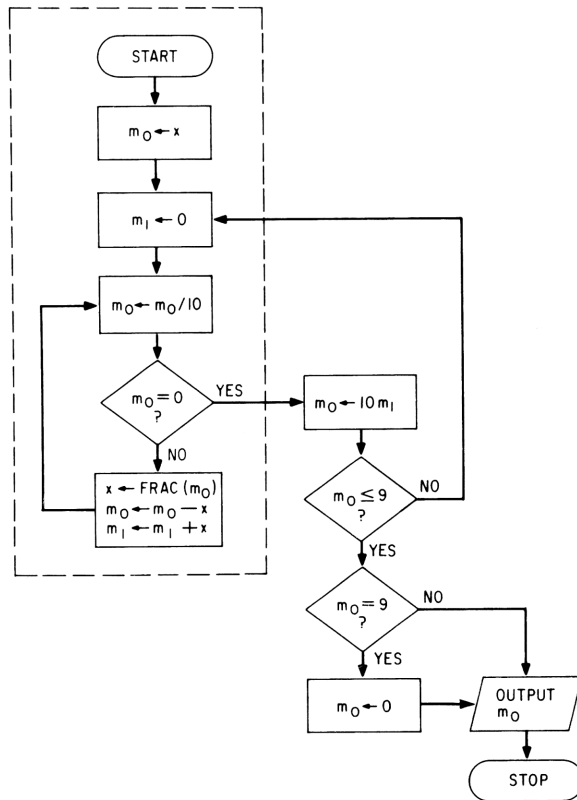 START
m₀ ← x
m₁ ← 0
m₀ ← m₀/10
m₀ = 0
?
YES
NO
x ← FRAC (m₀)
m₀ ← m₀ — x
m₁ ← m₁ + x
m₀ ← 10 m₁
m₀ ≤ 9
?
NO
YES
m₀ = 9
?
NO
YES
m₀ ← 0
OUTPUT
m₀
STOP